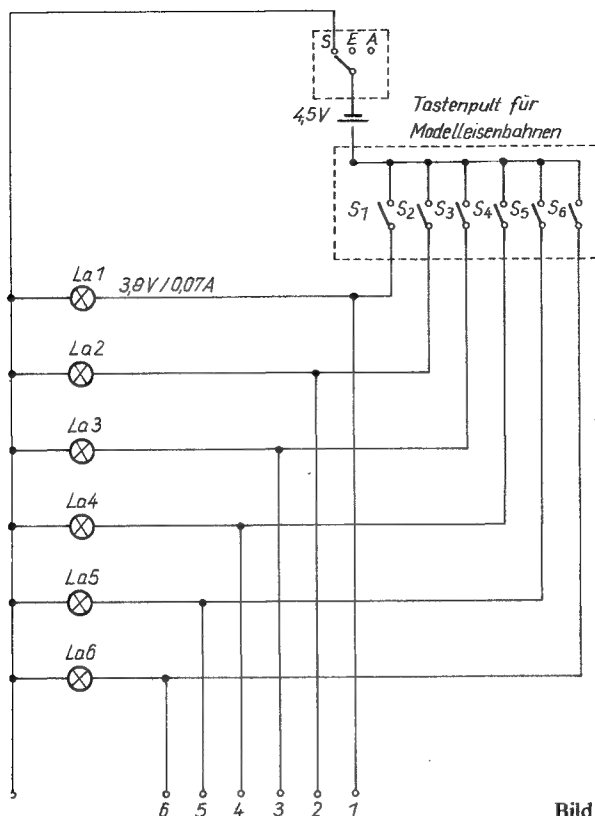 S E A
4,5V
Tastenpult für
Modelleisenbahnen
S1 S2 S3 S4 S5 S6
La1 3,8V/0,07A
La2
La3
La4
La5
La6
6 5 4 3 2 1
Bild